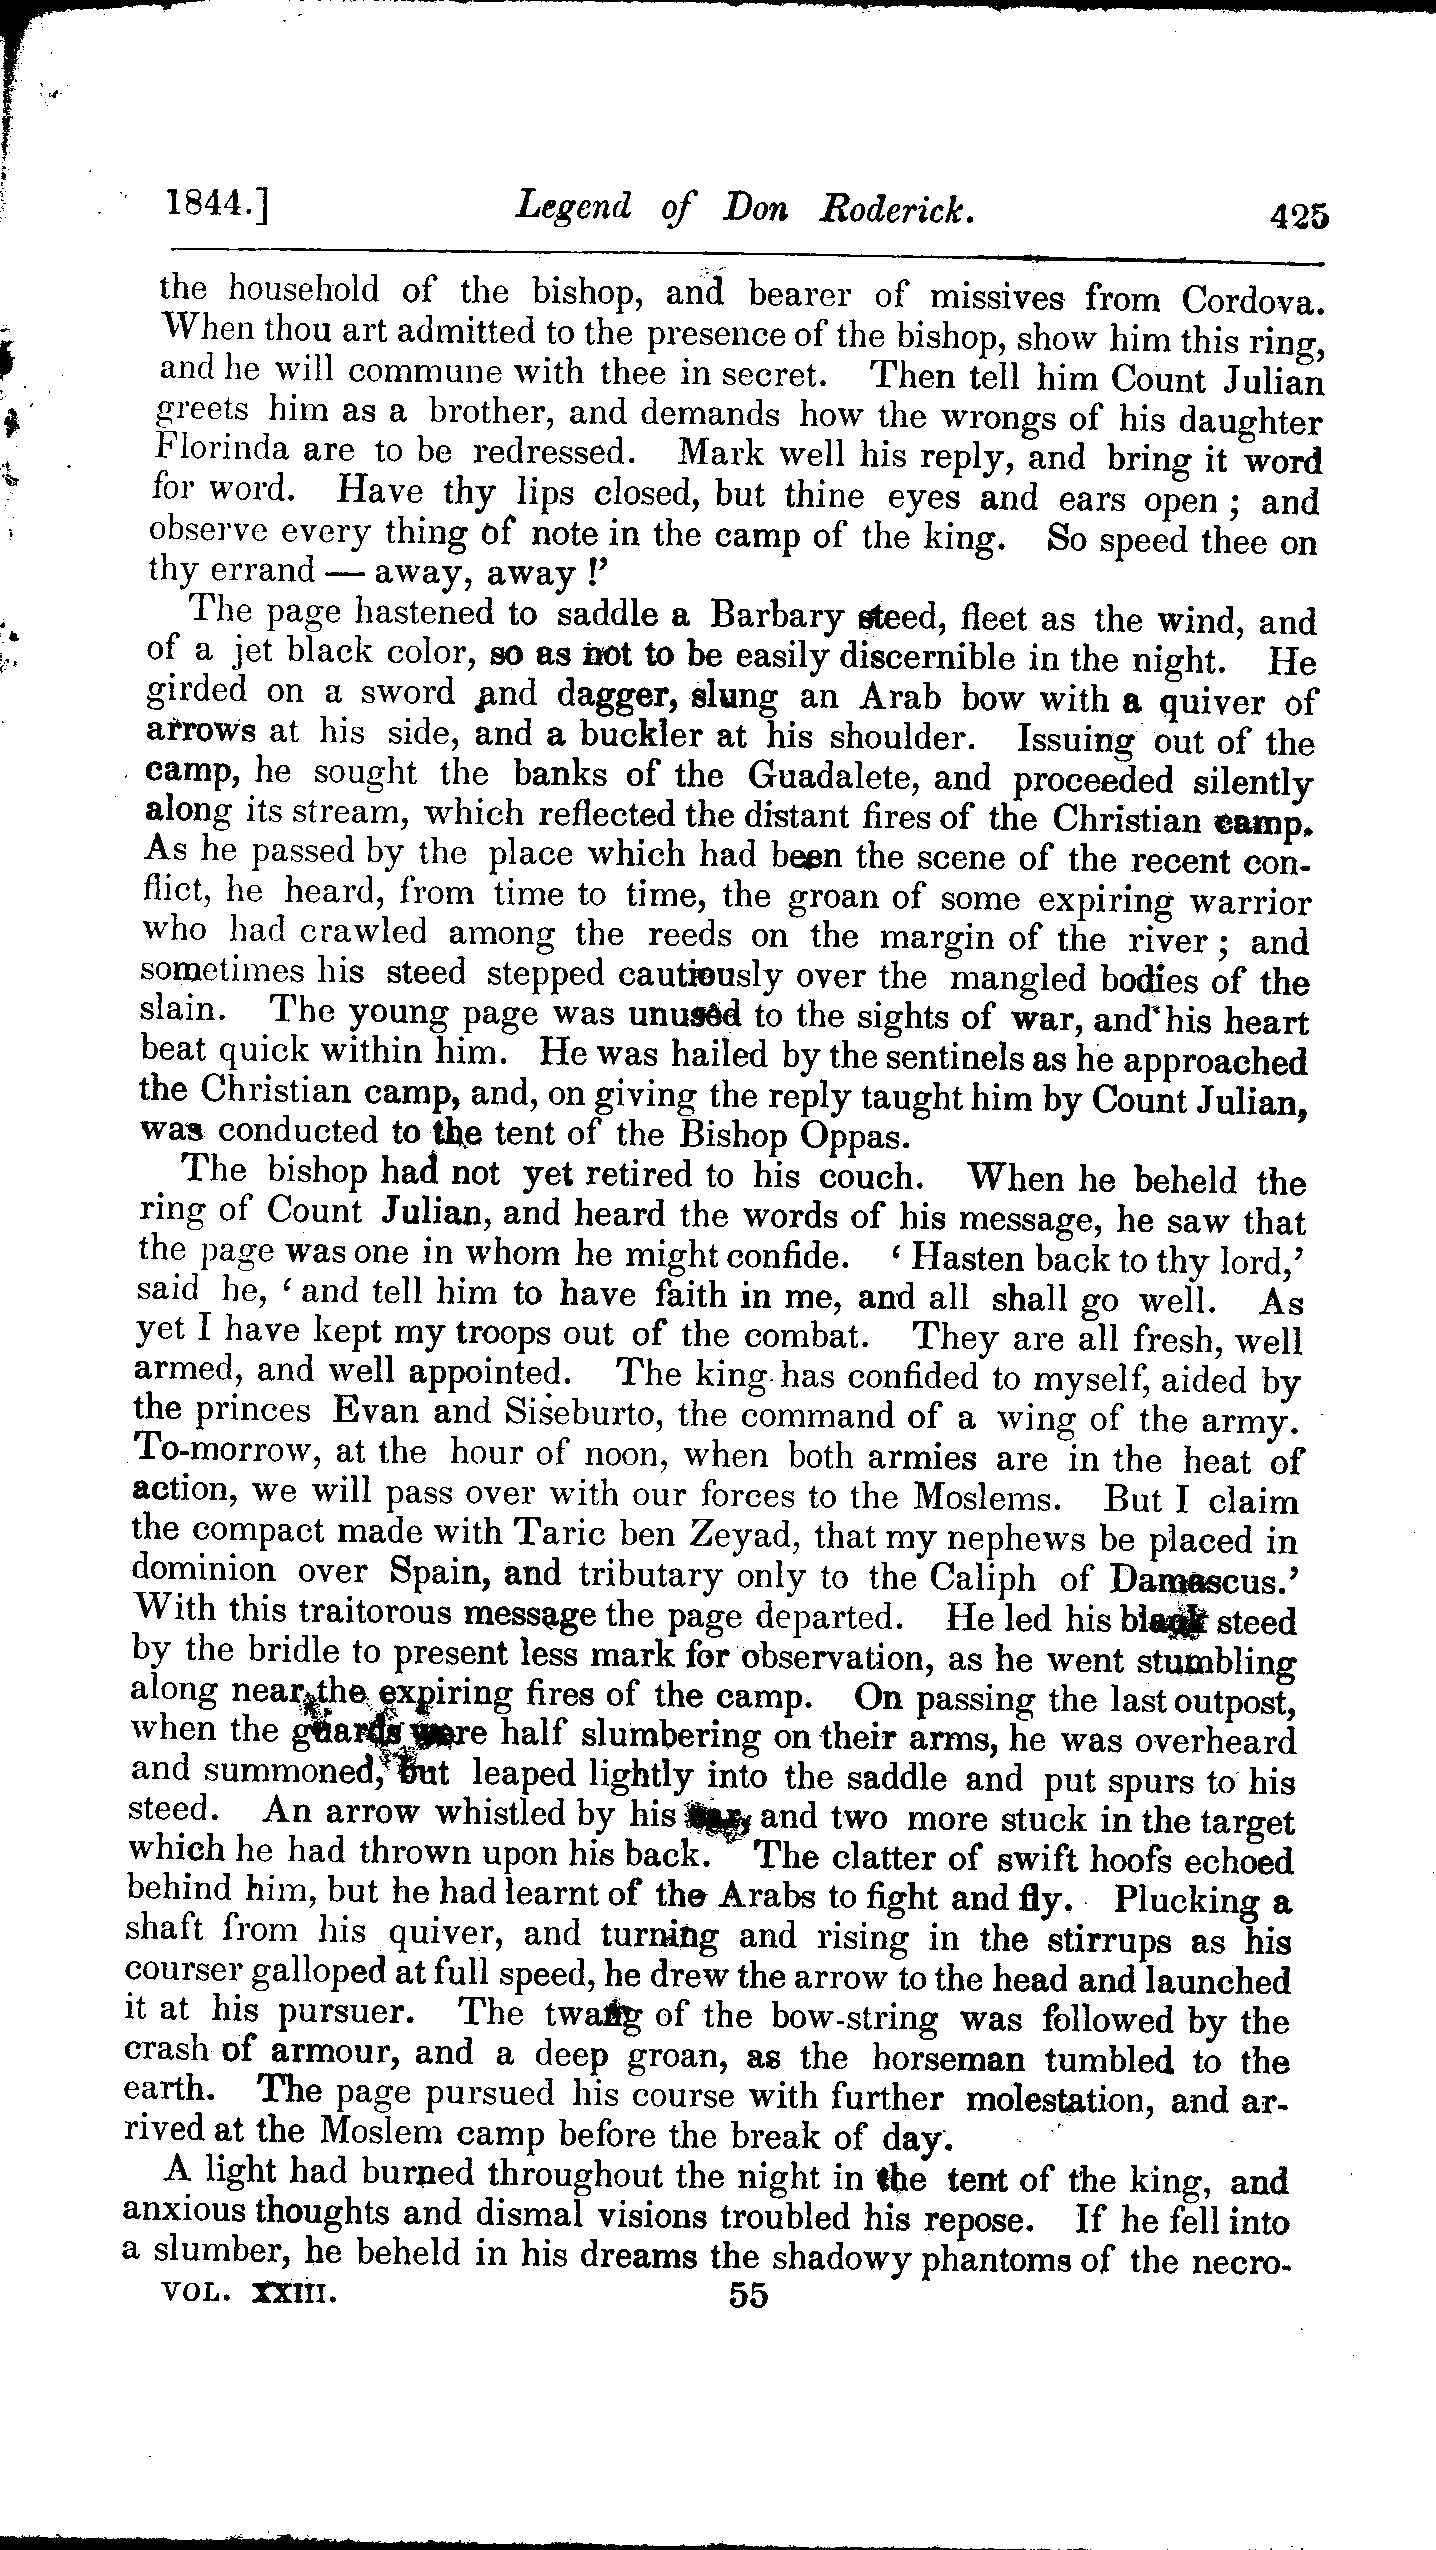 1844.] Legend of Don Roderick. 425
the household of the bishop, and bearer of missives from Cordova.
When thou art admitted to the presence of the bishop, show him this ring,
and he will commune with thee in secret. Then tell him Count Julian
greets him as a brother, and demands how the wrongs of his daughter
Florinda are to be redressed. Mark well his reply, and bring it word
for word. Have thy lips closed, but thine eyes and ears open ; and
observe every thing of note in the camp of the king. So speed thee on
thy errand — away, away !’
The page hastened to saddle a Barbary steed, fleet as the wind, and
of a jet black color, so as not to be easily discernible in the night. He
girded on a sword and dagger, slung an Arab bow with a quiver of
arrows at his side, and a buckler at his shoulder. Issuing out of the
camp, he sought the banks of the Guadalete, and proceeded silently
along its stream, which reflected the distant fires of the Christian camp.
As he passed by the place which had been the scene of the recent con-
flict, he heard, from time to time, the groan of some expiring warrior
who had crawled among the reeds on the margin of the river ; and
sometimes his steed stepped cautiously over the mangled bodies of the
slain. The young page was unused to the sights of war, and his heart
beat quick within him. He was hailed by the sentinels as he approached
the Christian camp, and, on giving the reply taught him by Count Julian,
was conducted to the tent of the Bishop Oppas.
The bishop had not yet retired to his couch. When he beheld the
ring of Count Julian, and heard the words of his message, he saw that
the page was one in whom he might confide. ‘ Hasten back to thy lord,’
said he, ‘ and tell him to have faith in me, and all shall go well. As
yet I have kept my troops out of the combat. They are all fresh, well
armed, and well appointed. The king has confided to myself, aided by
the princes Evan and Siseburto, the command of a wing of the army.
To-morrow, at the hour of noon, when both armies are in the heat of
action, we will pass over with our forces to the Moslems. But I claim
the compact made with Taric ben Zeyad, that my nephews be placed in
dominion over Spain, and tributary only to the Caliph of Damascus.’
With this traitorous message the page departed. He led his black steed
by the bridle to present less mark for observation, as he went stumbling
along near the expiring fires of the camp. On passing the last outpost,
when the guards were half slumbering on their arms, he was overheard
and summoned, but leaped lightly into the saddle and put spurs to his
steed. An arrow whistled by his ear, and two more stuck in the target
which he had thrown upon his back. The clatter of swift hoofs echoed
behind him, but he had learnt of the Arabs to fight and fly. Plucking a
shaft from his quiver, and turning and rising in the stirrups as his
courser galloped at full speed, he drew the arrow to the head and launched
it at his pursuer. The twang of the bow-string was followed by the
crash of armour, and a deep groan, as the horseman tumbled to the
earth. The page pursued his course with further molestation, and ar-
rived at the Moslem camp before the break of day.
A light had burned throughout the night in the tent of the king, and
anxious thoughts and dismal visions troubled his repose. If he fell into
a slumber, he beheld in his dreams the shadowy phantoms of the necro-
VOL. XXIII. 55